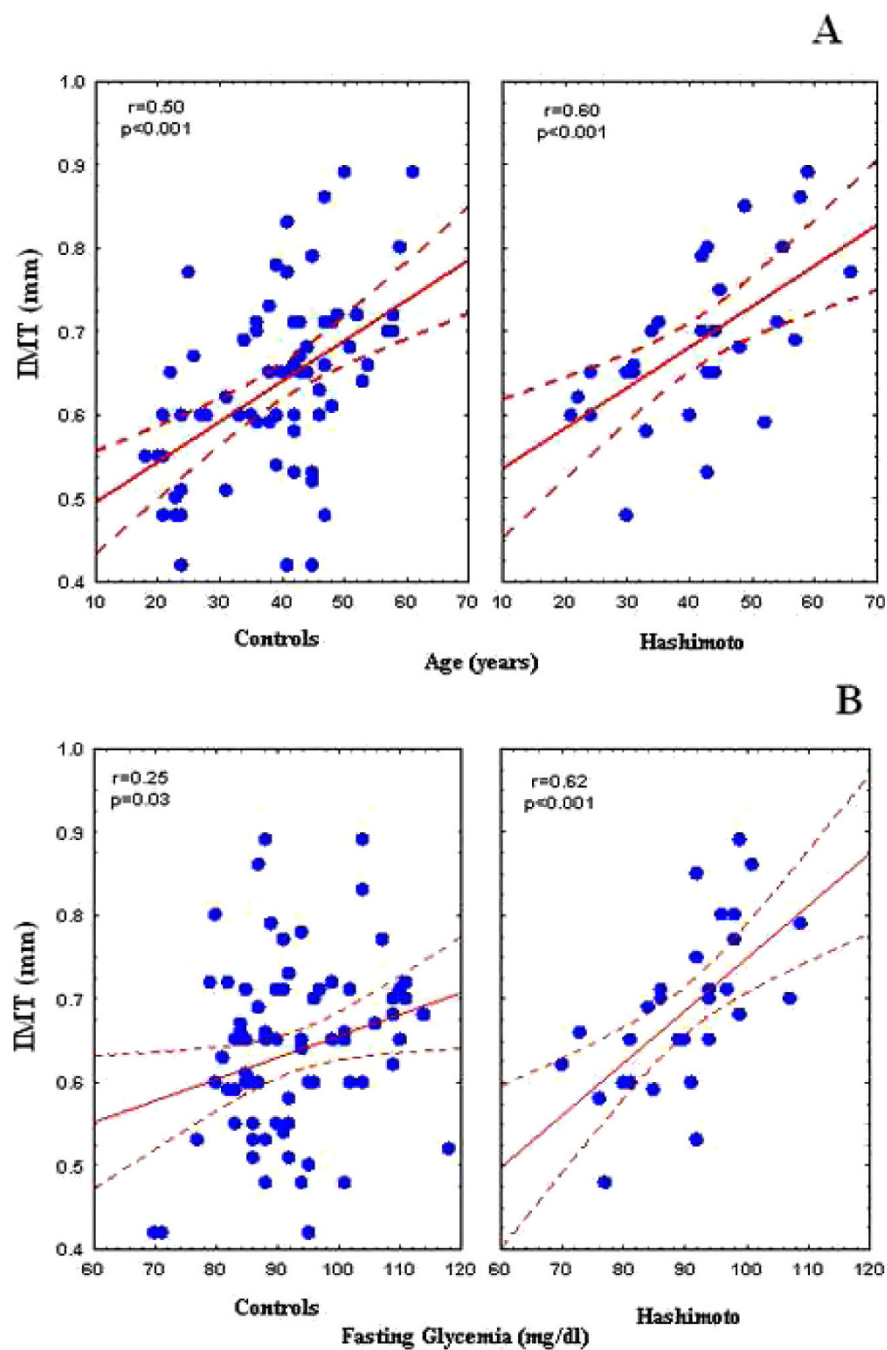 A
r=0.50
p<0.001
r=0.60
p<0.001
IMT (mm)
1.0
0.9
0.8
0.7
0.6
0.5
0.4
10 20 30 40 50 60 70
10 20 30 40 50 60 70
Controls
Hashimoto
Age (years)
B
r=0.25
p=0.03
r=0.62
p<0.001
IMT (mm)
1.0
0.9
0.8
0.7
0.6
0.5
0.4
60 70 80 90 100 110 120
60 70 80 90 100 110 120
Controls
Hashimoto
Fasting Glycemia (mg/dl)